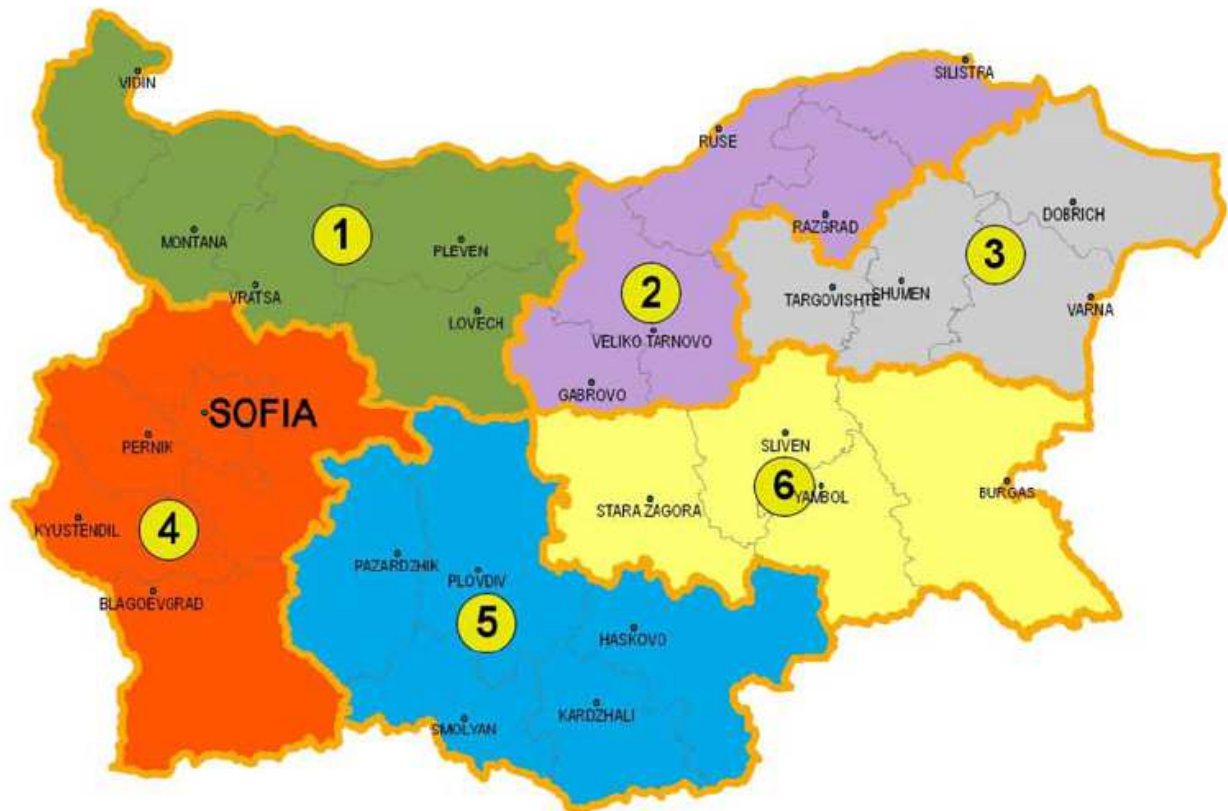 VIDIN
SILISTRA
RUSE
DOBRICH
RAZGRAD
MONTANA
1
PLEVEN
3
2
VRATSA
TARGOVISHTE
SHUMEN
VARNA
LOVECH
VELIKO TARNOVO
GABROVO
SOFIA
PERNIK
SLIVEN
6
YAMBOL
BURGAS
STARA ZAGORA
KYUSTENDIL
4
PAZARDZHIK
PLOVDIV
BLAGOEVGRAD
5
HASKOVO
KARDZHALI
SMOLYAN